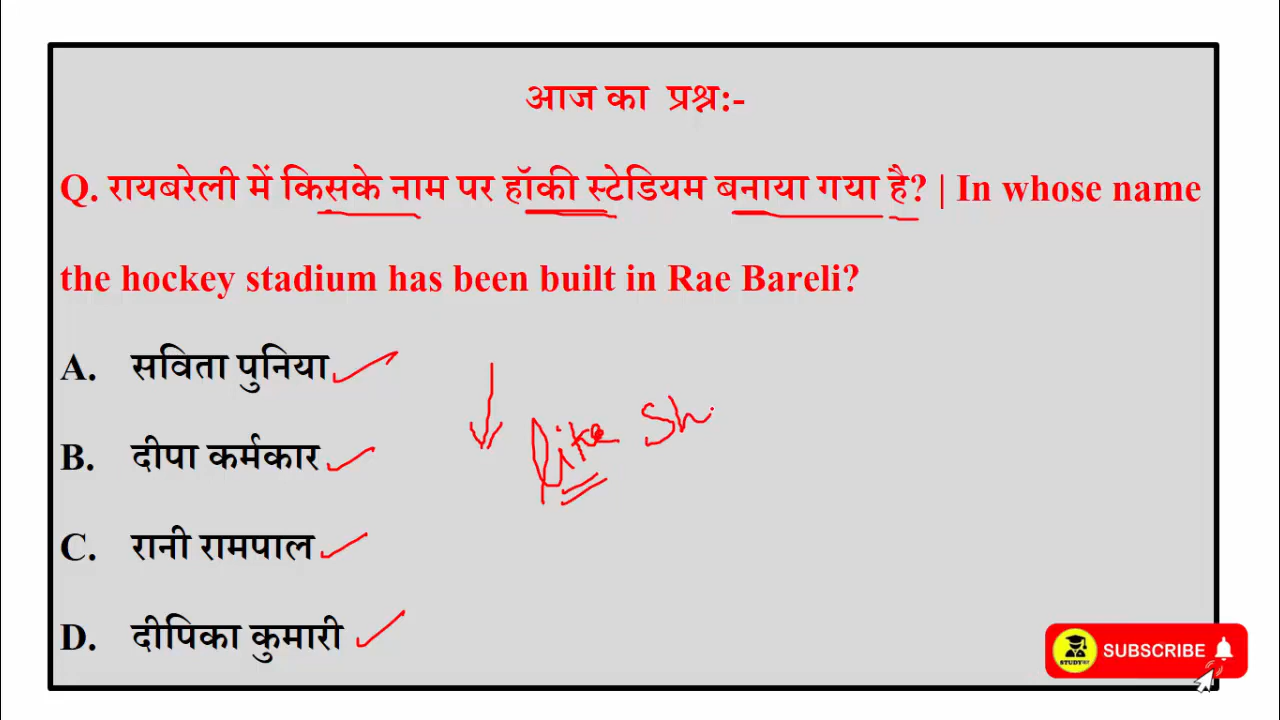 आज का प्रश्न:-
Q. रायबरेली में किसके नाम पर हॉकी स्टेडियम बनाया गया है? | In whose name
the hockey stadium has been built in Rae Bareli?
A. सविता पुनिया
B. दीपा कर्मकार
like Sh
C. रानी रामपाल
D. दीपिका कुमारी
SUBSCRIBE